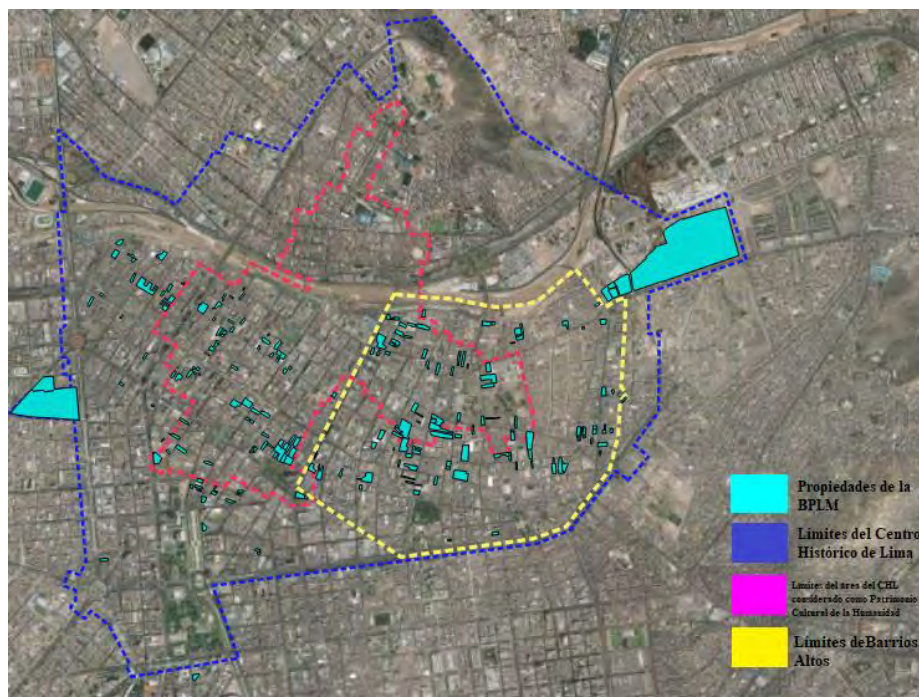 Propiedades de la
BPLM
Límites del Centro
Histórico de Lima
Límites del área del CHL
considerado como Patrimonio
Cultural de la Humanidad
Límites deBarrios
Altos